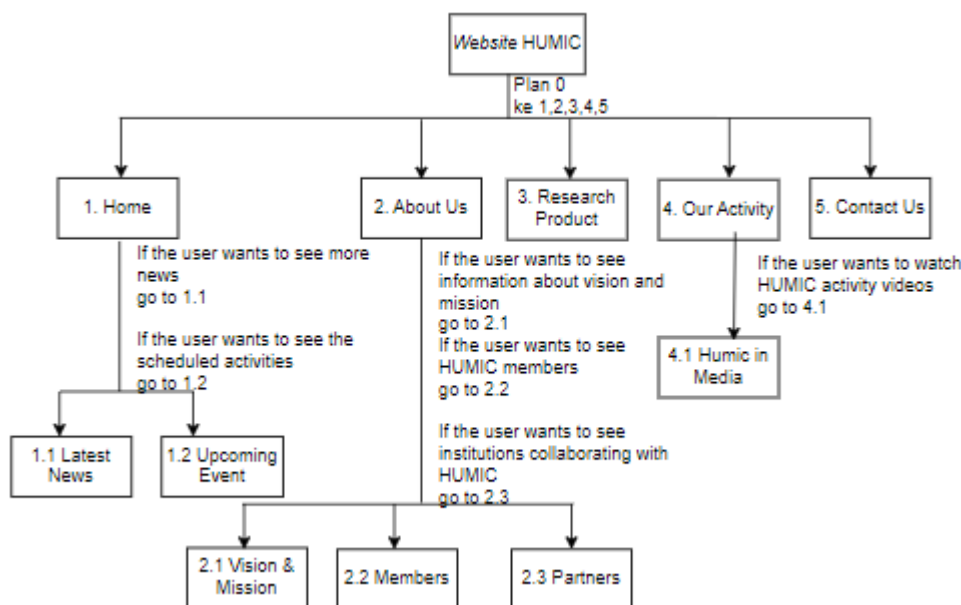 Website HUMIC
Plan 0
ke 1,2,3,4,5
1. Home
2. About Us
3. Research
Product
4. Our Activity
5. Contact Us
If the user wants to see more
news
go to 1.1
If the user wants to see the
scheduled activities
go to 1.2
If the user wants to see
information about vision and
mission
go to 2.1
If the user wants to see
HUMIC members
go to 2.2
If the user wants to see
institutions collaborating with
HUMIC
go to 2.3
If the user wants to watch
HUMIC activity videos
go to 4.1
4.1 Humic in
Media
1.1 Latest
News
1.2 Upcoming
Event
2.1 Vision &
Mission
2.2 Members
2.3 Partners